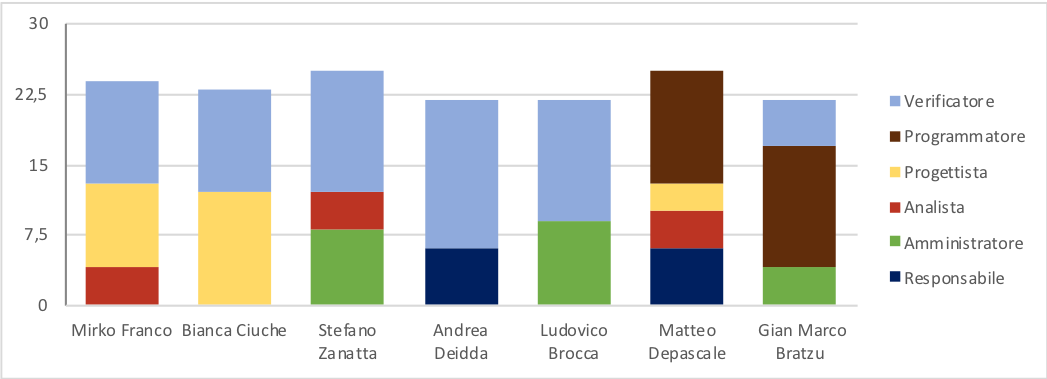 30
22,5
15
7,5
0
Mirko Franco
Bianca Ciuche
Stefano
Zanatta
Andrea
Deidda
Ludovico
Brocca
Matteo
Depascale
Gian Marco
Bratzu
Verificatore
Programmatore
Progettista
Analista
Amministratore
Responsabile